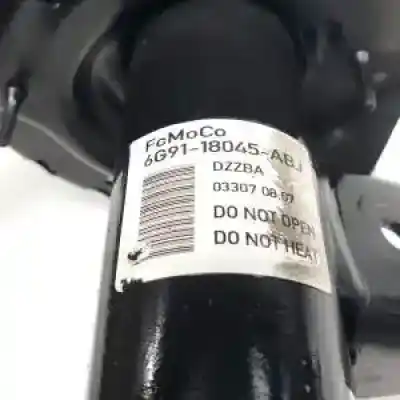 FoMoCo
6G91-18045-ABJ
DZZBA
03307 08.07
DO NOT OPEN
DO NOT HEAT